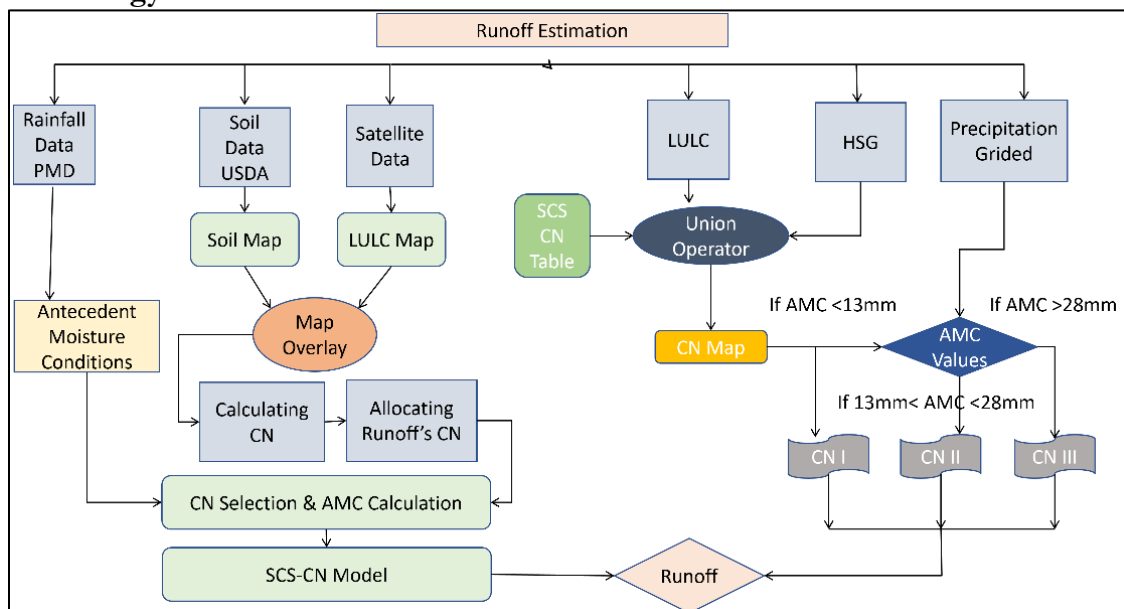 Runoff Estimation
Rainfall
Data
PMD
Soil
Data
USDA
Satellite
Data
LULC
HSG
Precipitation
Grided
Soil Map
LULC Map
SCS
CN
Table
Union
Operator
Antecedent
Moisture
Conditions
Map
Overlay
CN Map
If AMC <13mm
If AMC >28mm
AMC
Values
If 13mm< AMC <28mm
Calculating
CN
Allocating
Runoff's CN
CN I
CN II
CN III
CN Selection & AMC Calculation
SCS-CN Model
Runoff